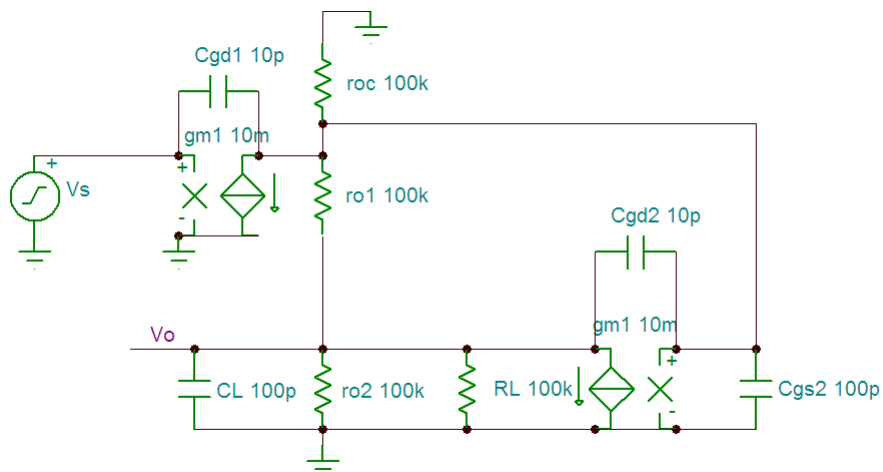 Cgd1 10p
roc 100k
gm1 10m
+
+
Vs
-
ro1 100k
Cgd2 10p
gm1 10m
Vo
+
CL 100p
ro2 100k
RL 100k
-
Cgs2 100p